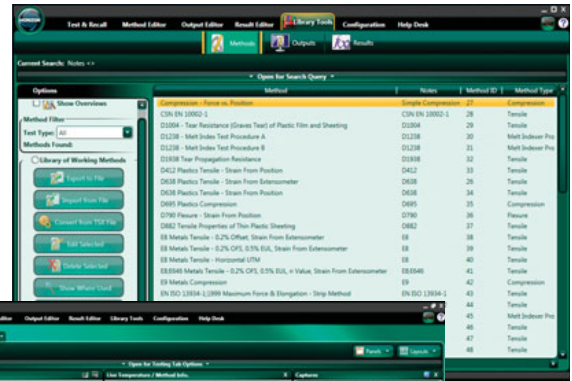 HORIZON
Test & Recall Method Editor Output Editor Result Editor Library Tools Configuration Help Desk
Methods Outputs Results
Current Search: Notes <>
Open for Search Query
Options
Show Overviews
Method Filter
Test Type: All
Methods Found:
Library of Working Methods
Export to File
Import from File
Convert from TSII File
Edit Selected
Delete Selected
Show Where Used
Method Notes Method ID Method Type
Compression - Force vs. Position Simple Compression 27 Compression
CSN EN 10002-1 CSN EN 10002-1 28 Tensile
D1004 - Tear Resistance (Graves Tear) of Plastic Film and Sheeting D1004 29 Tensile
D1238 - Melt Index Test Procedure A D1238 30 Melt Indexer Pro
D1238 - Melt Index Test Procedure B D1238 31 Melt Indexer Pro
D1938 Tear Propagation Resistance D1938 32 Tensile
D412 Plastics Tensile - Strain From Position D412 33 Tensile
D638 Plastics Tensile - Strain From Extensometer D638 26 Tensile
D638 Plastics Tensile - Strain From Position D638 34 Tensile
D695 Plastics Compression D695 35 Compression
D790 Flexure - Strain From Position D790 36 Flexure
D882 Tensile Properties of Thin Plastic Sheeting D882 37 Tensile
E8 Metals Tensile - 0.2% Offset, Strain From Extensometer E8 38 Tensile
E8 Metals Tensile - 0.2% OFS, 0.5% EUL, Strain From Extensometer E8 39 Tensile
E8 Metals Tensile - Horizontal UTM E8 40 Tensile
E8,E646 Metals Tensile - 0.2% OFS, 0.5% EUL, n Value, Strain From Extensometer E8,E646 41 Tensile
E9 Metals Compression E9 42 Compression
EN ISO 13934-1:1999 Maximum Force & Elongation - Strip Method EN ISO 13934-1 43 Tensile
44 Tensile
45 Melt Indexer Pro
46 Tensile
47 Tensile
48 Tensile
Editor Output Editor Result Editor Library Tools Configuration Help Desk
Panels Layouts
Open for Testing Tab Options
Live Temperature / Method Info. Captures